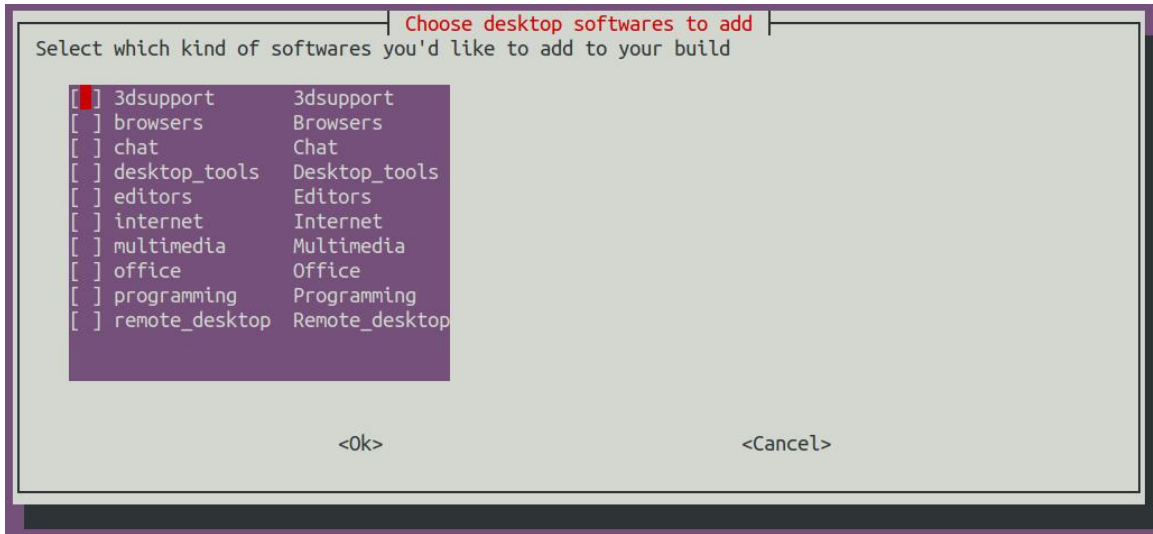 Choose desktop softwares to add
Select which kind of softwares you'd like to add to your build
[ ] 3dsupport 3dsupport
[ ] browsers Browsers
[ ] chat Chat
[ ] desktop_tools Desktop_tools
[ ] editors Editors
[ ] internet Internet
[ ] multimedia Multimedia
[ ] office Office
[ ] programming Programming
[ ] remote_desktop Remote_desktop
<Ok> <Cancel>